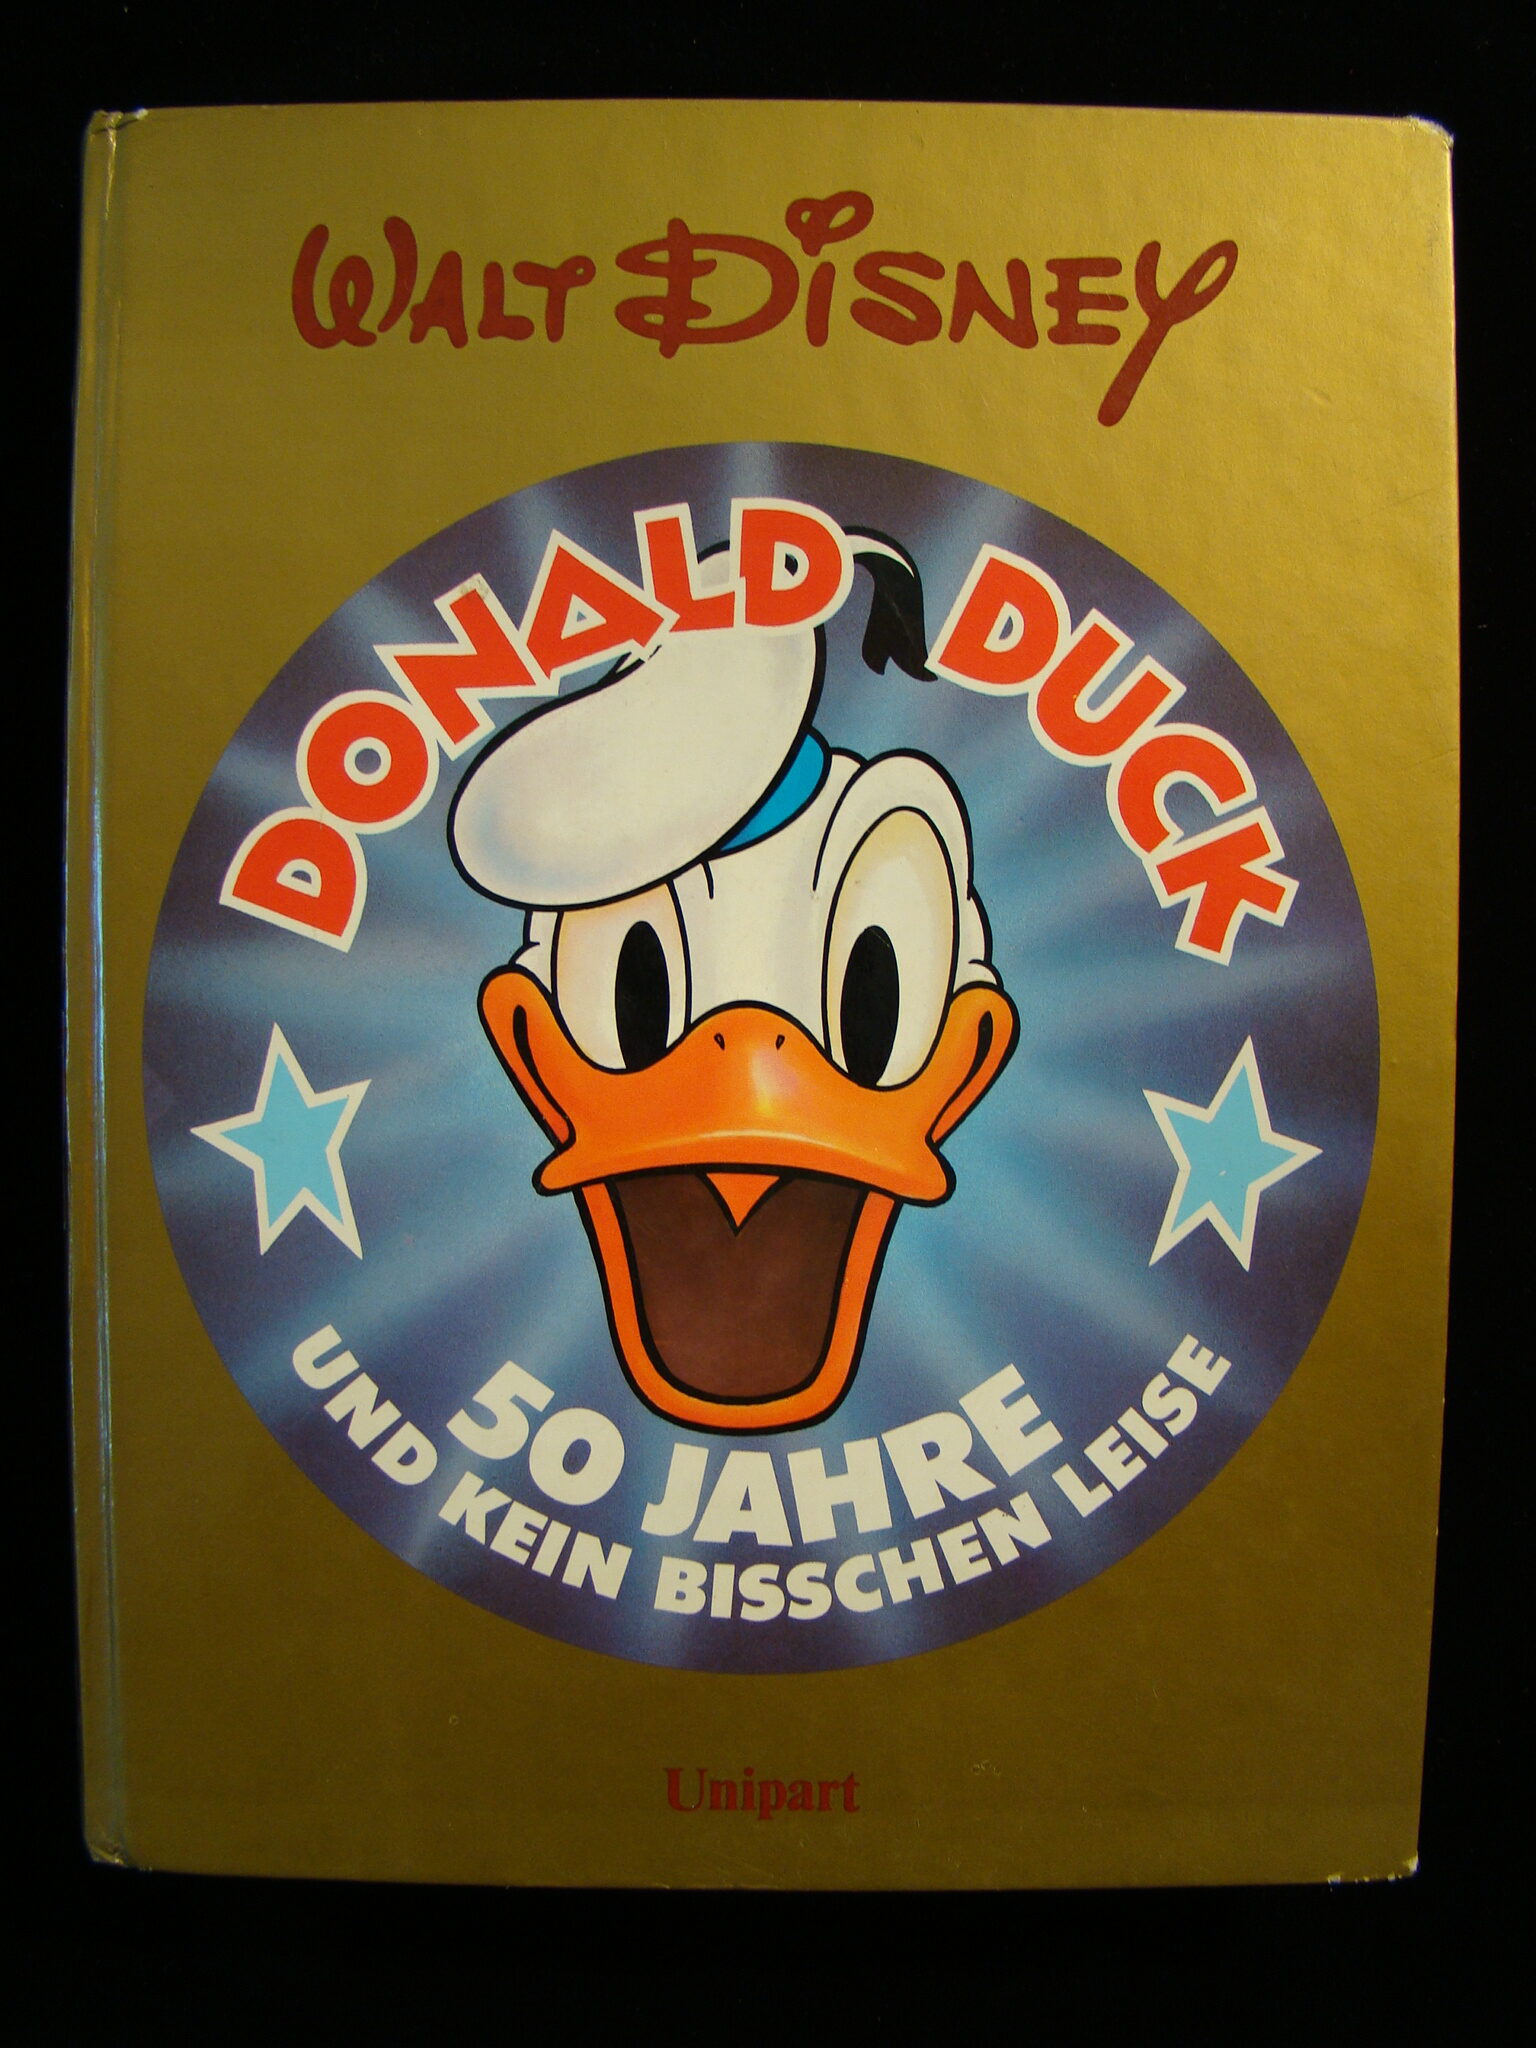 WALT DISNEY
DONALD DUCK
50 JAHRE
UND KEIN BISSCHEN LEISE
Unipart